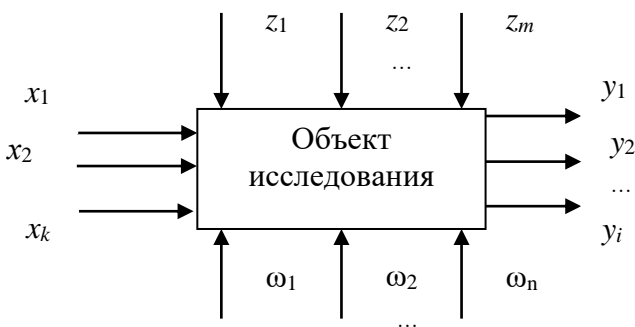 z1 z2 zm
...
x1
x2
xk
Объект
исследования
y1
y2
...
yi
ω1 ω2 ωn
...